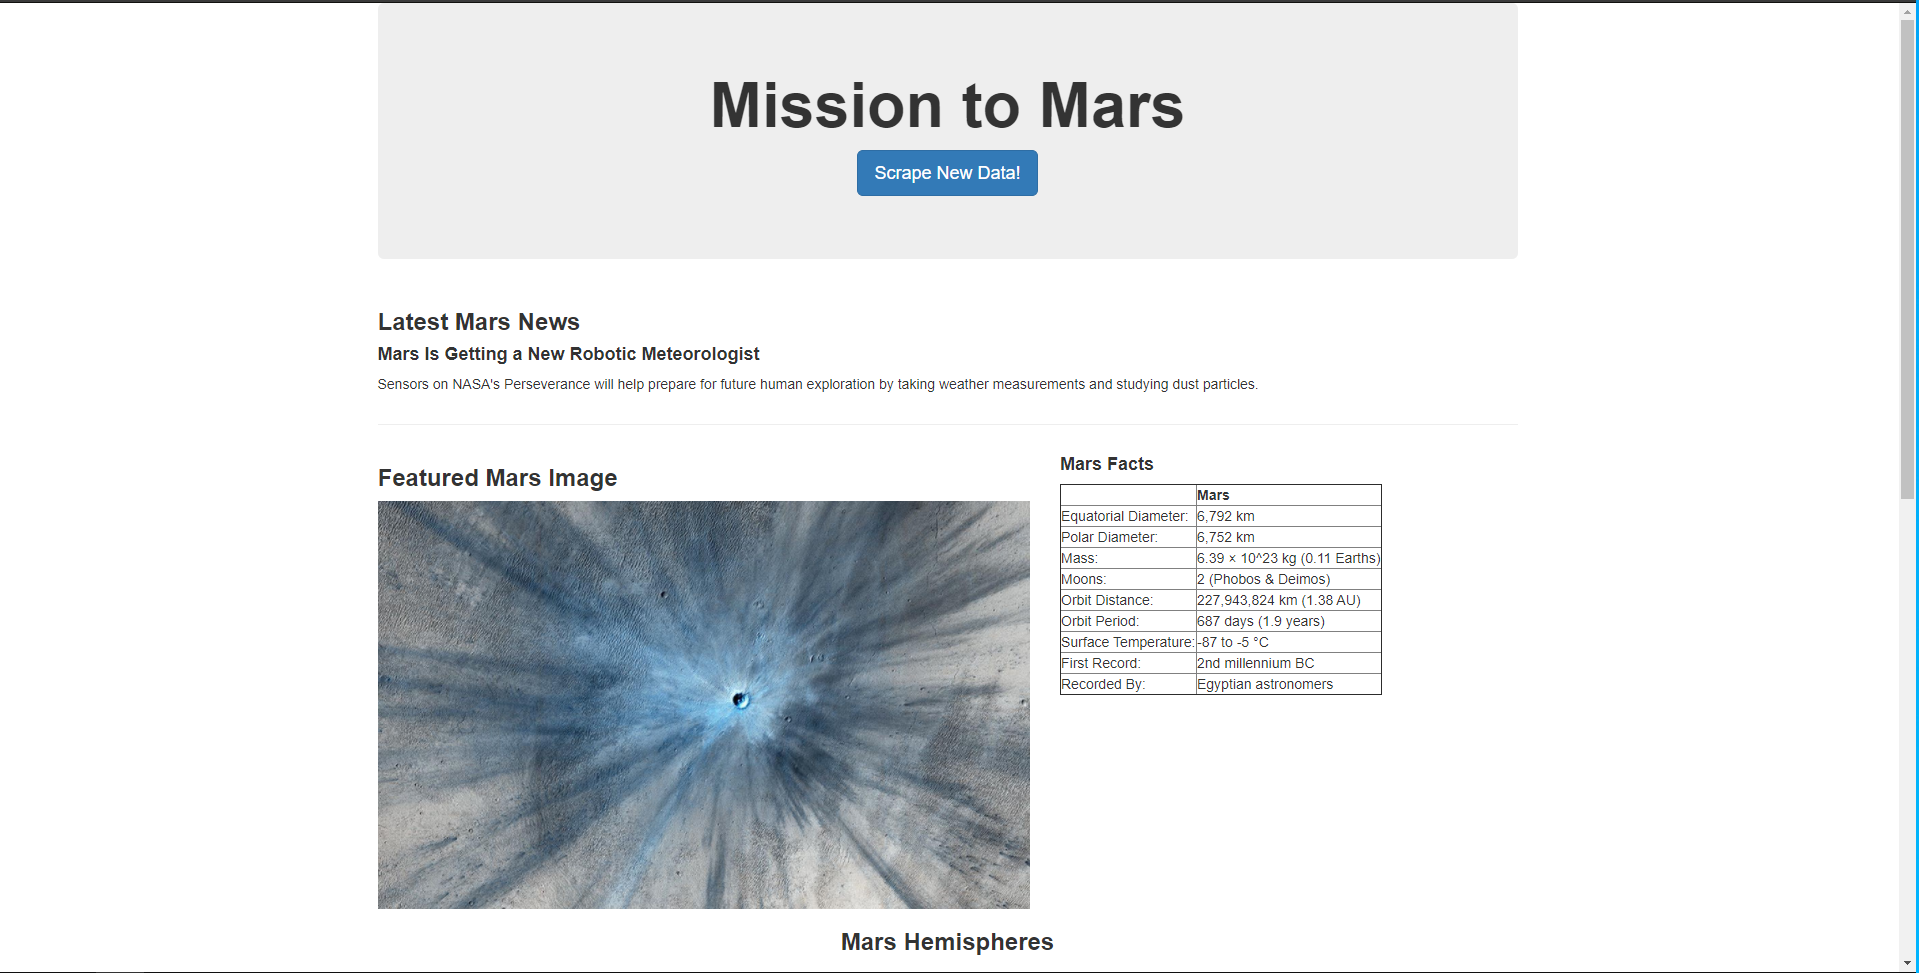 Mission to Mars
Scrape New Data!
Latest Mars News
Mars Is Getting a New Robotic Meteorologist
Sensors on NASA's Perseverance will help prepare for future human exploration by taking weather measurements and studying dust particles.
Featured Mars Image
Mars Facts
Mars
Equatorial Diameter: 6,792 km
Polar Diameter: 6,752 km
Mass: 6.39 × 10^23 kg (0.11 Earths)
Moons: 2 (Phobos & Deimos)
Orbit Distance: 227,943,824 km (1.38 AU)
Orbit Period: 687 days (1.9 years)
Surface Temperature: -87 to -5 °C
First Record: 2nd millennium BC
Recorded By: Egyptian astronomers
Mars Hemispheres